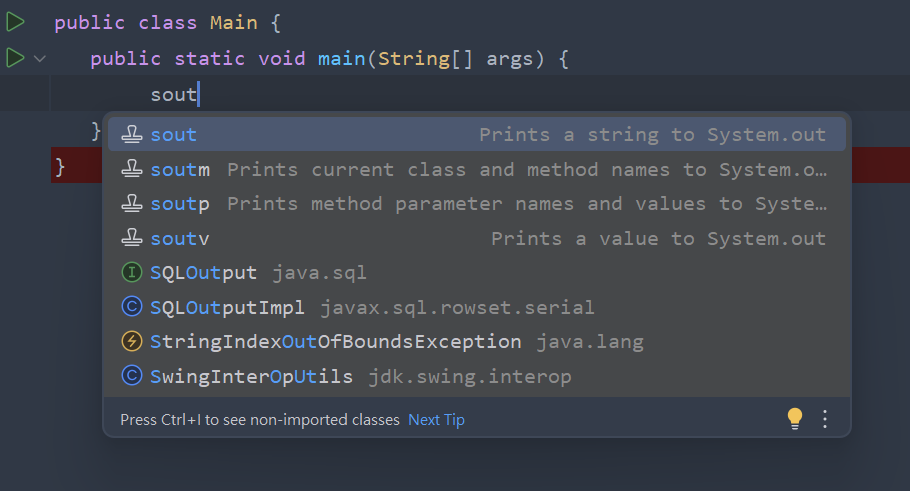 public class Main {
public static void main(String[] args) {
sout
}
sout Prints a string to System.out
}
soutm Prints current class and method names to System.o…
soutp Prints method parameter names and values to Syste…
soutv Prints a value to System.out
I SQLOutput java.sql
C SQLOutputImpl javax.sql.rowset.serial
StringIndexOutOfBoundsException java.lang
C SwingInterOpUtils jdk.swing.interop
Press Ctrl+I to see non-imported classes Next Tip